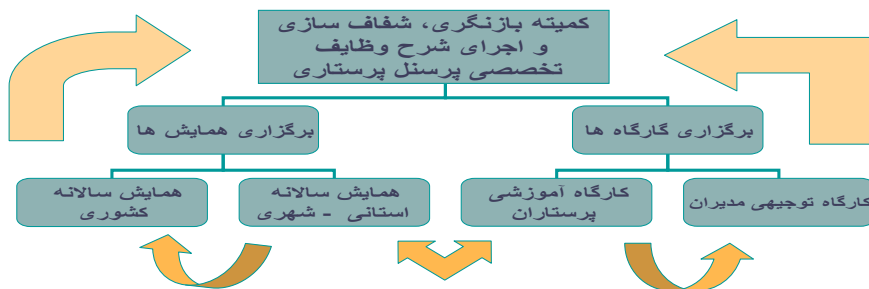 کمیته بازنگری، شفاف سازی
و اجرای شرح وظایف
تخصصی پرسنل پرستاری
برگزاری گارگاه ها
برگزاری همایش ها
کارگاه توجیهی مدیران
کارگاه آموزشی
پرستاران
همایش سالانه
استانی - شهری
همایش سالانه
کشوری